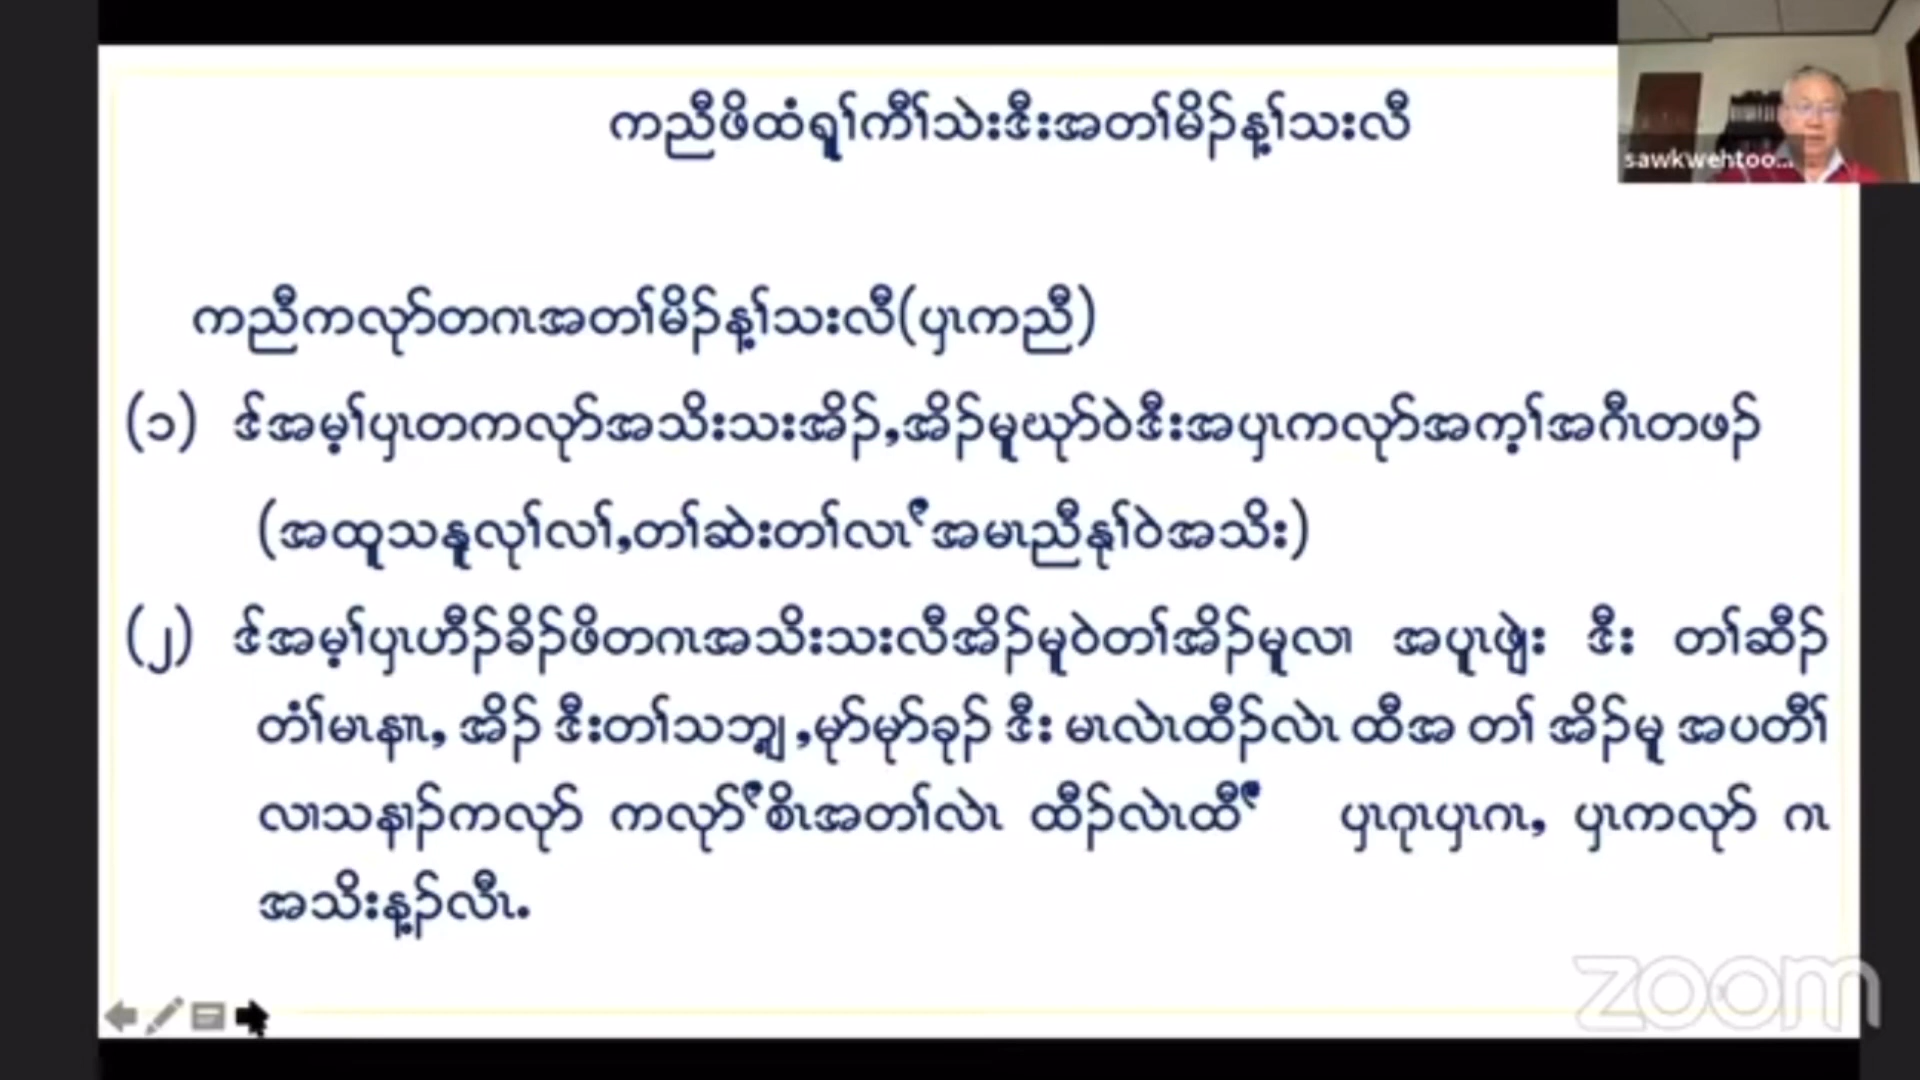 ကညီဖိထံရူၢ်ကီၢ်သဲးဒီးအတၢ်မိၣ်န့ၢ်သးလီ
sawkwehtoo...
ကညီကလုာ်တဂၤအတၢ်မိၣ်န့ၢ်သးလီ(ပှၤကညီ)
(၁) ဒ်အမ့ၢ်ပှၤတကလုာ်အသိးသးအိၣ်,အိၣ်မူဃုာ်ဝဲဒီးအပှၤကလုာ်အက့ၢ်အဂီၤတဖၣ်
(အထူသနူလုၢ်လၢ်,တၢ်ဆဲးတၢ်လၤ“အမၤညီနုၢ်ဝဲအသိး)
(၂) ဒ်အမ့ၢ်ပှၤဟီၣ်ခိၣ်ဖိတဂၤအသိးသးလီအိၣ်မူဝဲတၢ်အိၣ်မူလၢ အပူၤဖျဲး ဒီး တၢ်ဆီၣ်
တံၢ်မၤနၢၤ, အိၣ် ဒီးတၢ်သဘျ့ ,မုာ်မုာ်ခုၣ် ဒီး မၤလဲၤထီၣ်လဲၤ ထီအ တၢ် အိၣ်မူ အပတီၢ်
လၢသနၢၣ်ကလုာ် ကလုာ်“စိၤအတၢ်လဲၤ ထီၣ်လဲၤထီ“ ပှၤဂုၤပှၤဂၤ, ပှၤကလုာ် ဂၤ
အသိးန့ၣ်လီၤ.
zoom